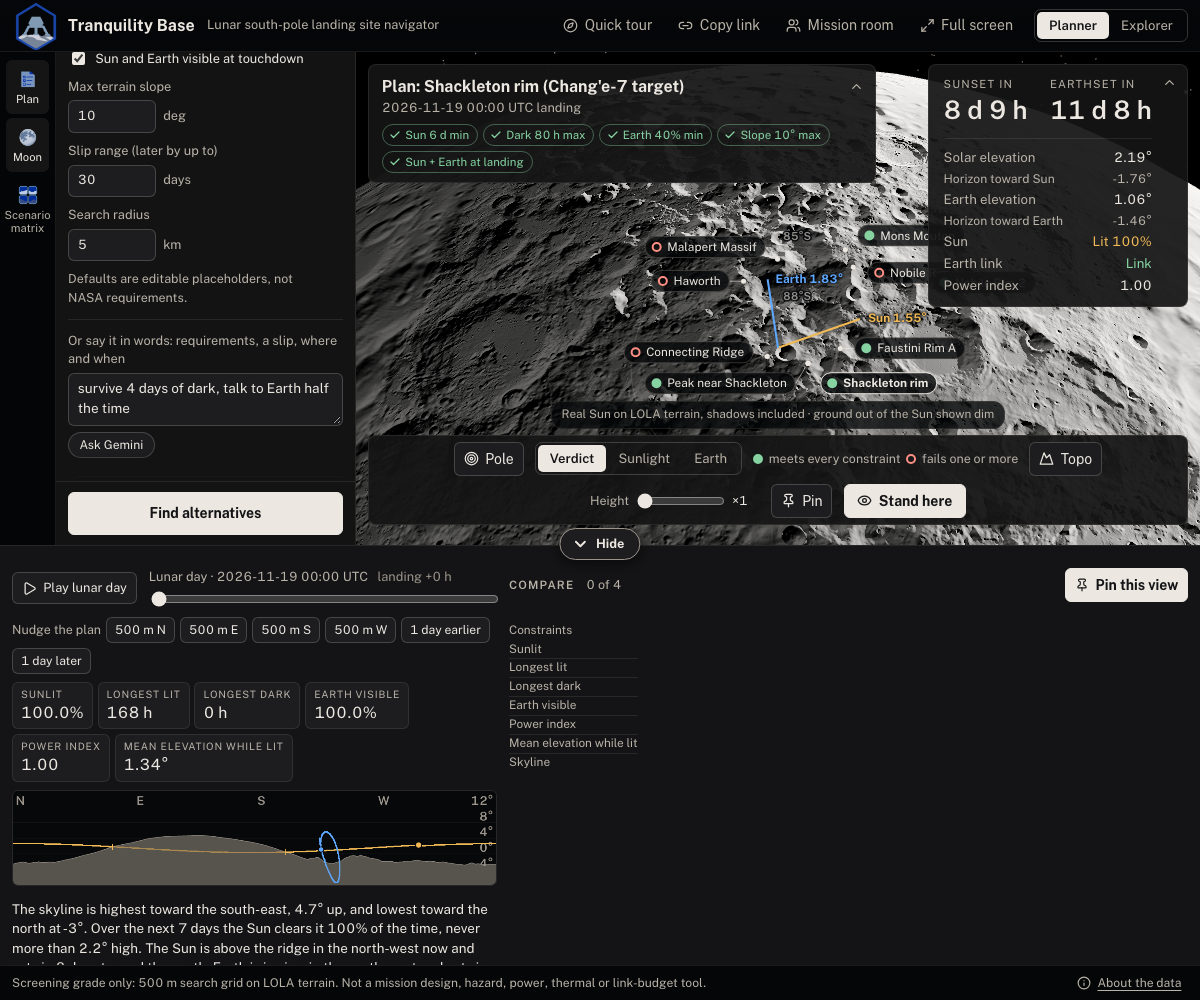 Tranquility Base
Lunar south-pole landing site navigator
Quick tour
Copy link
Mission room
Full screen
Planner
Explorer
Plan
Moon
Scenario
matrix
Sun and Earth visible at touchdown
Max terrain slope
10 deg
Slip range (later by up to)
30 days
Search radius
5 km
Defaults are editable placeholders, not
NASA requirements.
Or say it in words: requirements, a slip, where
and when
survive 4 days of dark, talk to Earth half
the time
Ask Gemini
Find alternatives
Plan: Shackleton rim (Chang'e-7 target)
2026-11-19 00:00 UTC landing
Sun 6 d min
Dark 80 h max
Earth 40% min
Slope 10° max
Sun + Earth at landing
SUNSET IN
EARTHSET IN
8 d 9 h
11 d 8 h
Solar elevation 2.19°
Horizon toward Sun -1.76°
Earth elevation 1.06°
Horizon toward Earth -1.46°
Sun Lit 100%
Earth link Link
Power index 1.00
85°S
Mons Mou
Malapert Massif
Haworth
Earth 1.83°
Nobile
88°S
Sun 1.55°
Connecting Ridge
Faustini Rim A
Peak near Shackleton
Shackleton rim
Real Sun on LOLA terrain, shadows included · ground out of the Sun shown dim
Pole
Verdict
Sunlight
Earth
meets every constraint
fails one or more
Topo
Height ×1
Pin
Stand here
Hide
Play lunar day
Lunar day · 2026-11-19 00:00 UTC landing +0 h
Nudge the plan
500 m N
500 m E
500 m S
500 m W
1 day earlier
1 day later
SUNLIT
100.0%
LONGEST LIT
168 h
LONGEST DARK
0 h
EARTH VISIBLE
100.0%
POWER INDEX
1.00
MEAN ELEVATION WHILE LIT
1.34°
N E S W 12°
8°
4°
0°
The skyline is highest toward the south-east, 4.7° up, and lowest toward the
north at -3°. Over the next 7 days the Sun clears it 100% of the time, never
more than 2.2° high. The Sun is above the ridge in the north-west now and
COMPARE 0 of 4
Pin this view
Constraints
Sunlit
Longest lit
Longest dark
Earth visible
Power index
Mean elevation while lit
Skyline
Screening grade only: 500 m search grid on LOLA terrain. Not a mission design, hazard, power, thermal or link-budget tool.
About the data